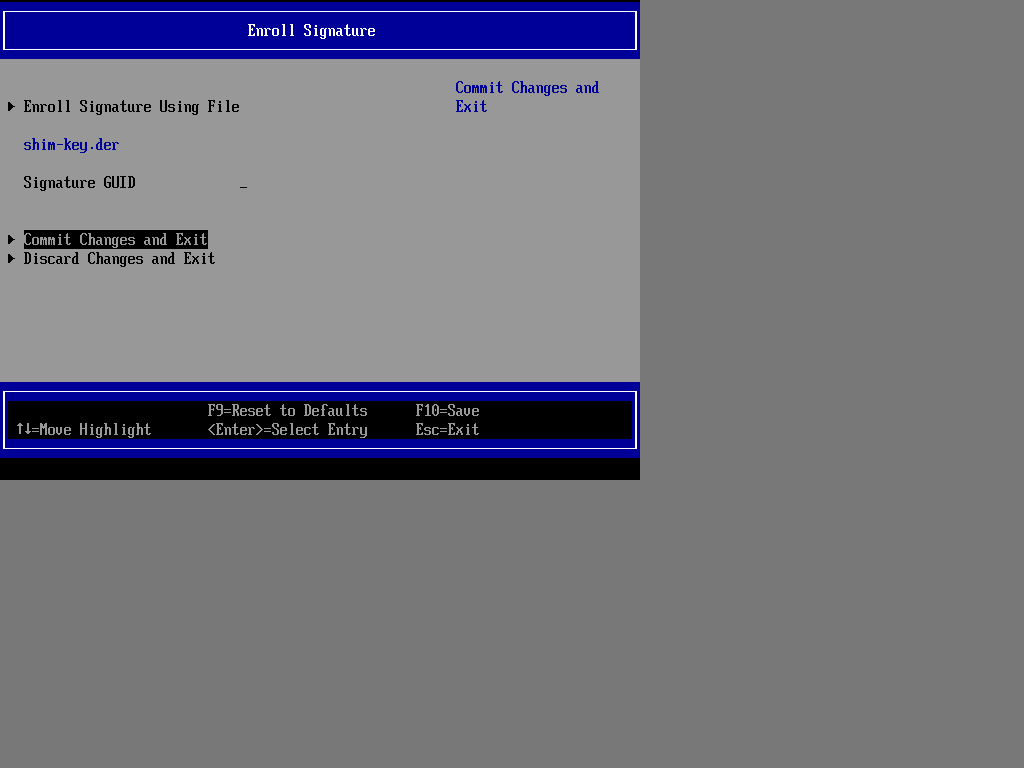 Enroll Signature
Commit Changes and
Exit
▶ Enroll Signature Using File
shim-key.der
Signature GUID _
▶ Commit Changes and Exit
▶ Discard Changes and Exit
F9=Reset to Defaults F10=Save
↑↓=Move Highlight <Enter>=Select Entry Esc=Exit